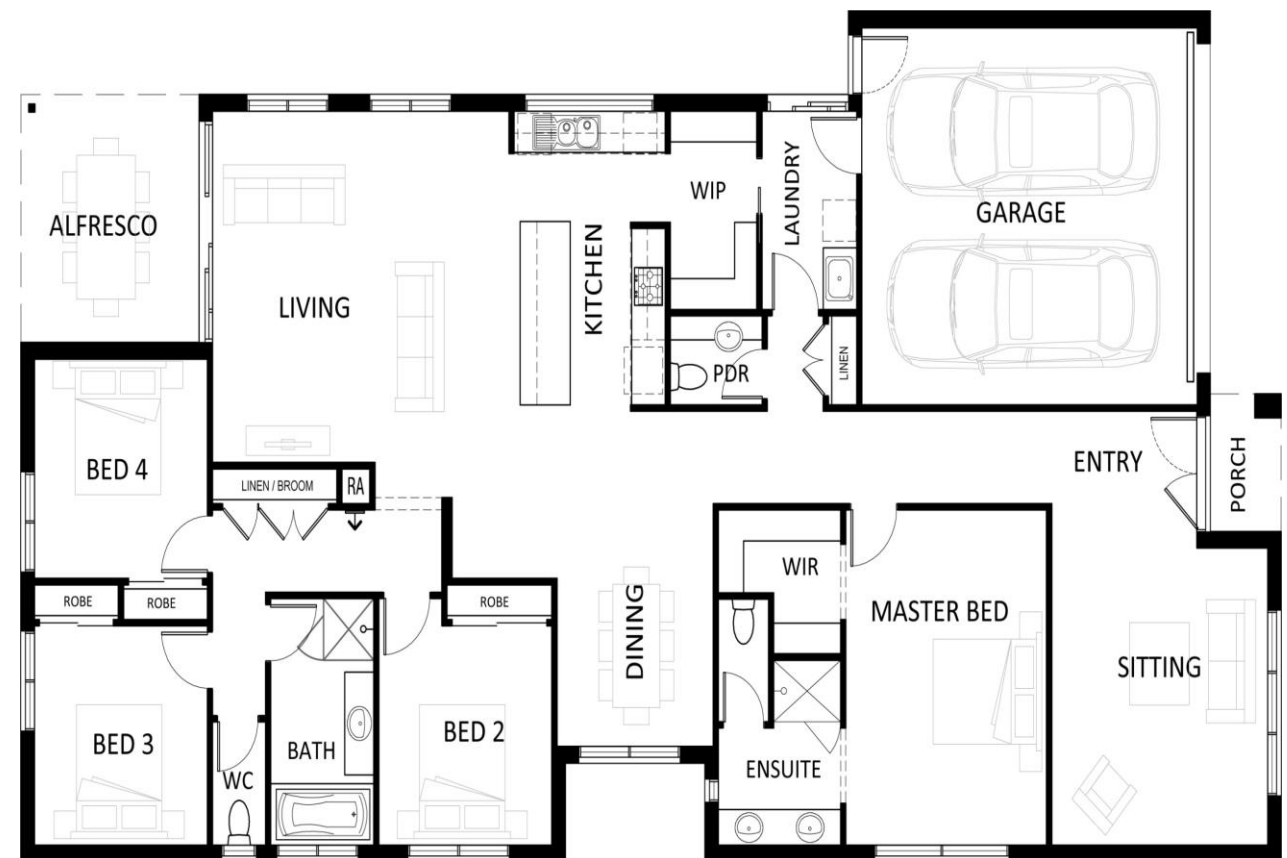 ALFRESCO
LIVING
KITCHEN
WIP
LAUNDRY
GARAGE
PDR
LINEN
ENTRY
PORCH
BED 4
LINEN / BROOM
RA
ROBE
ROBE
ROBE
WIR
DINING
MASTER BED
SITTING
BED 3
WC
BATH
BED 2
ENSUITE